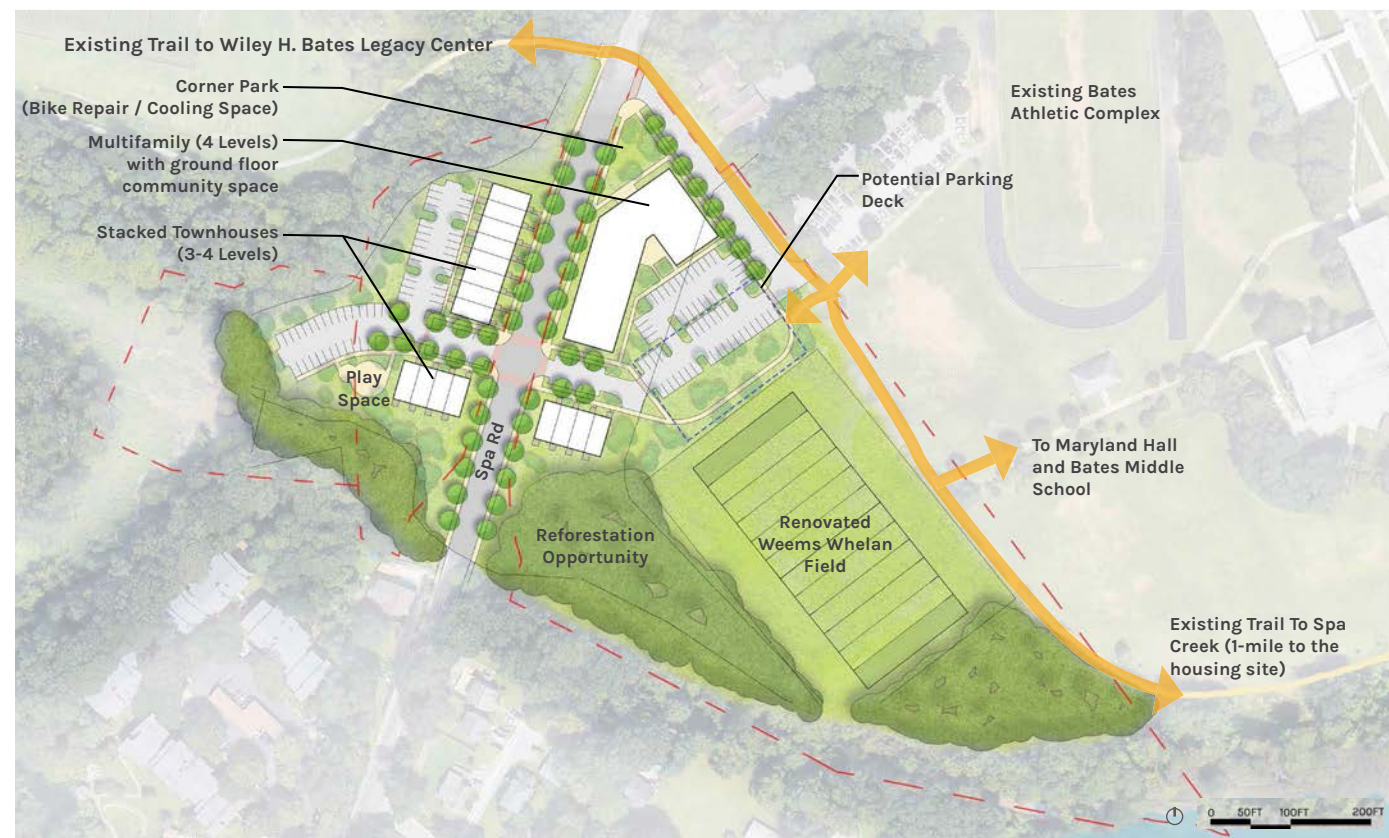 Existing Trail to Wiley H. Bates Legacy Center
Corner Park
(Bike Repair / Cooling Space)
Multifamily (4 Levels)
with ground floor
community space
Stacked Townhouses
(3-4 Levels)
Existing Bates
Athletic Complex
Potential Parking
Deck
Play
Space
Spa Rd
To Maryland Hall
and Bates Middle
School
Reforestation
Opportunity
Renovated
Weems Whelan
Field
Existing Trail To Spa
Creek (1-mile to the
housing site)
0 50FT 100FT 200FT